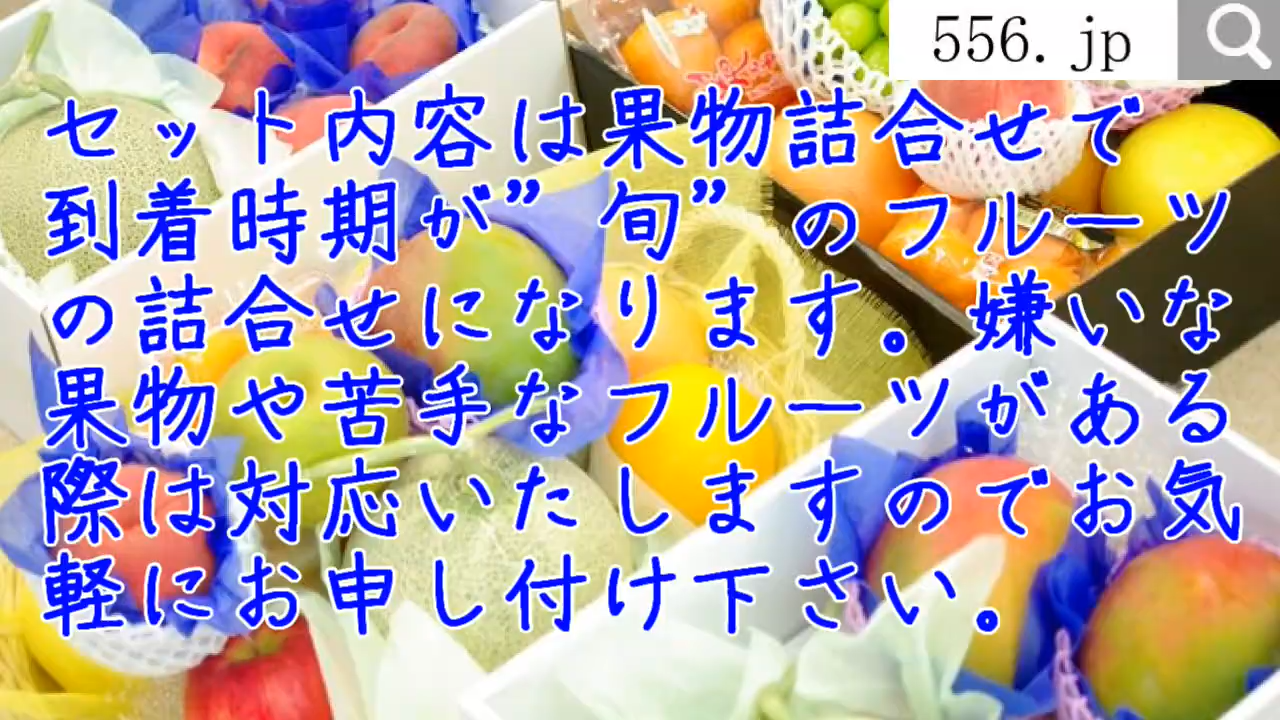 556. jp
セット内容は果物詰合せで
到着時期が”旬”のフルーツ
の詰合せになります。嫌いな
果物や苦手なフルーツがある
際は対応いたしますのでお気
軽にお申し付け下さい。